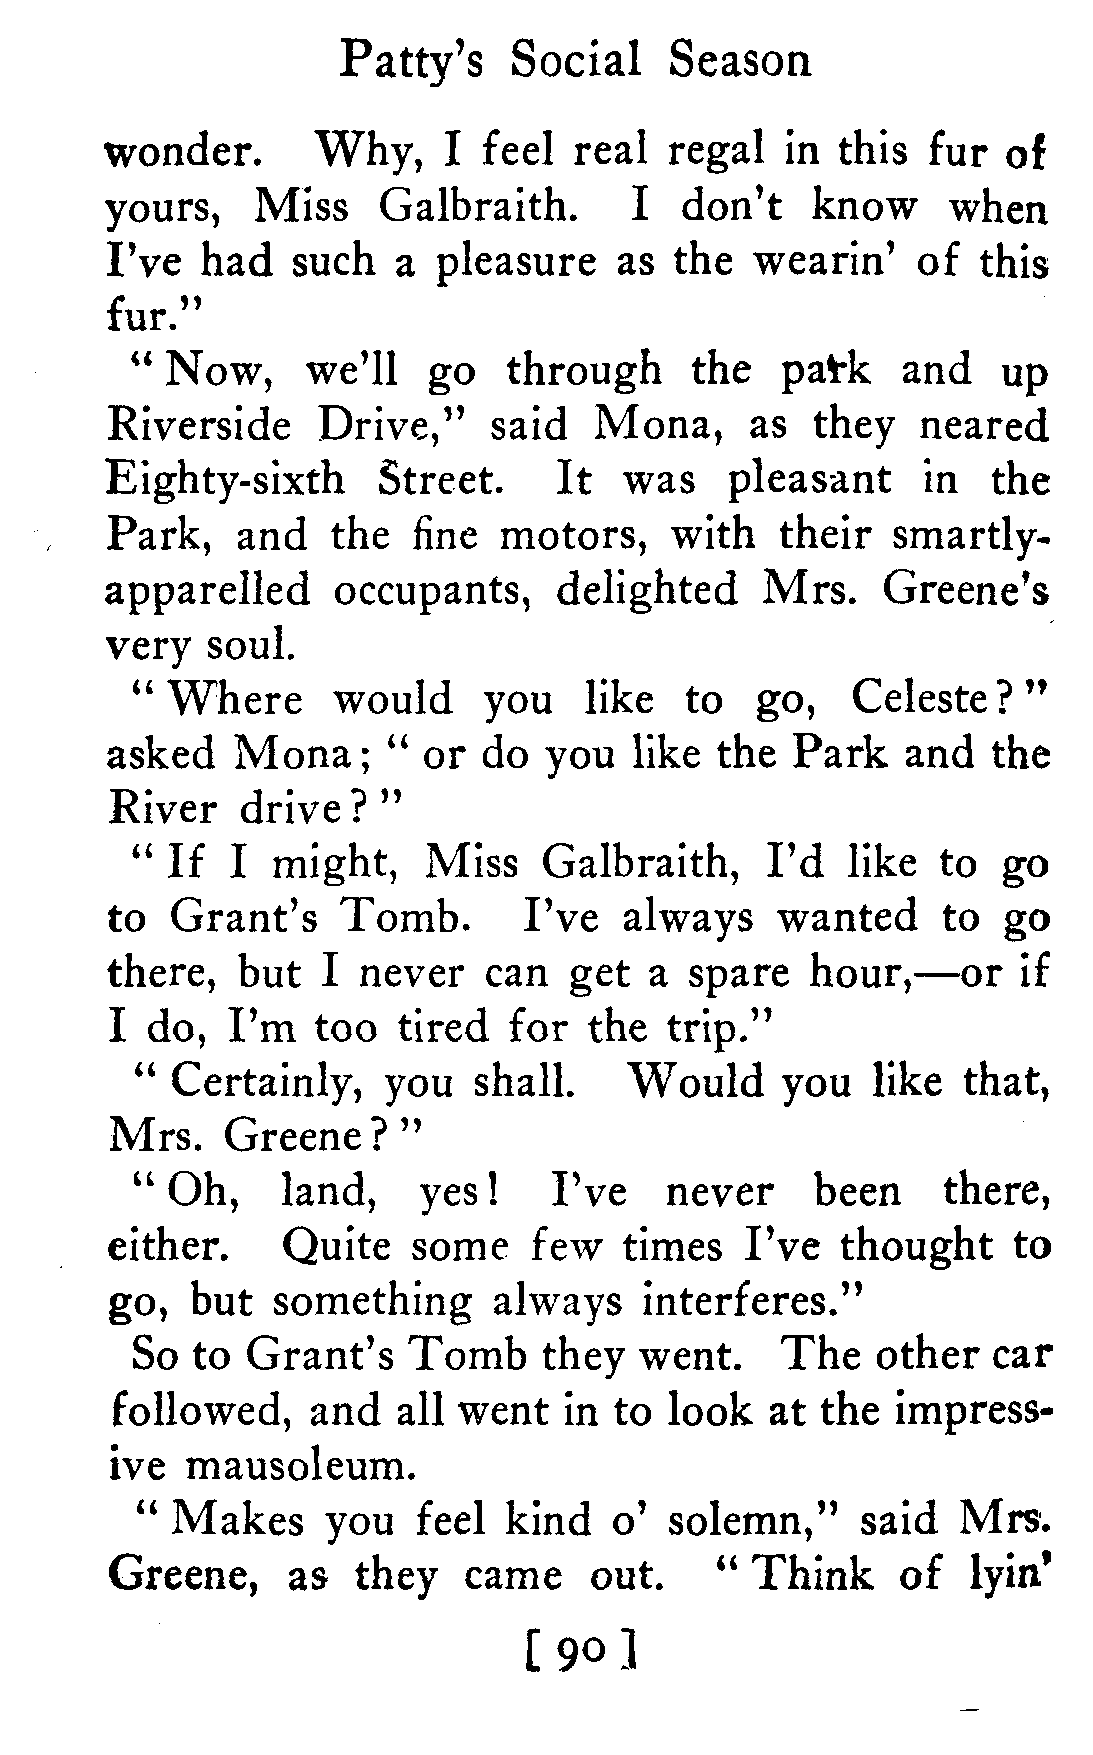 Patty's Social Season
wonder. Why, I feel real regal in this fur of
yours, Miss Galbraith. I don't know when
I've had such a pleasure as the wearin' of this
fur."
"Now, we'll go through the park and up
Riverside Drive," said Mona, as they neared
Eighty-sixth Street. It was pleasant in the
Park, and the fine motors, with their smartly-
apparelled occupants, delighted Mrs. Greene's
very soul.
"Where would you like to go, Celeste?"
asked Mona; "or do you like the Park and the
River drive?"
"If I might, Miss Galbraith, I'd like to go
to Grant's Tomb. I've always wanted to go
there, but I never can get a spare hour,—or if
I do, I'm too tired for the trip."
"Certainly, you shall. Would you like that,
Mrs. Greene?"
"Oh, land, yes! I've never been there,
either. Quite some few times I've thought to
go, but something always interferes."
So to Grant's Tomb they went. The other car
followed, and all went in to look at the impress-
ive mausoleum.
"Makes you feel kind o' solemn," said Mrs.
Greene, as they came out. "Think of lyin'
[ 90 ]